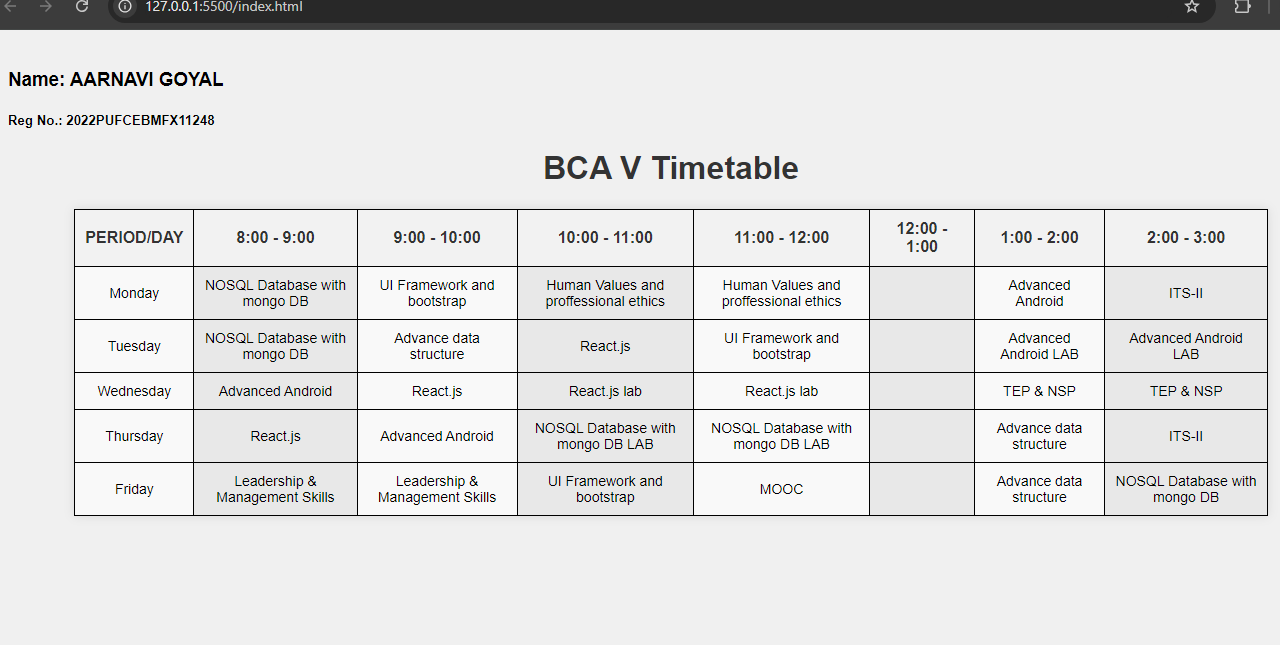 127.0.0.1:5500/index.html
Name: AARNAVI GOYAL
Reg No.: 2022PUFCEBMFX11248
BCA V Timetable
PERIOD/DAY 8:00 - 9:00 9:00 - 10:00 10:00 - 11:00 11:00 - 12:00 12:00 - 1:00 1:00 - 2:00 2:00 - 3:00
Monday NOSQL Database with mongo DB UI Framework and bootstrap Human Values and proffessional ethics Human Values and proffessional ethics Advanced Android ITS-II
Tuesday NOSQL Database with mongo DB Advance data structure React.js UI Framework and bootstrap Advanced Android LAB Advanced Android LAB
Wednesday Advanced Android React.js React.js lab React.js lab TEP & NSP TEP & NSP
Thursday React.js Advanced Android NOSQL Database with mongo DB LAB NOSQL Database with mongo DB LAB Advance data structure ITS-II
Friday Leadership & Management Skills Leadership & Management Skills UI Framework and bootstrap MOOC Advance data structure NOSQL Database with mongo DB